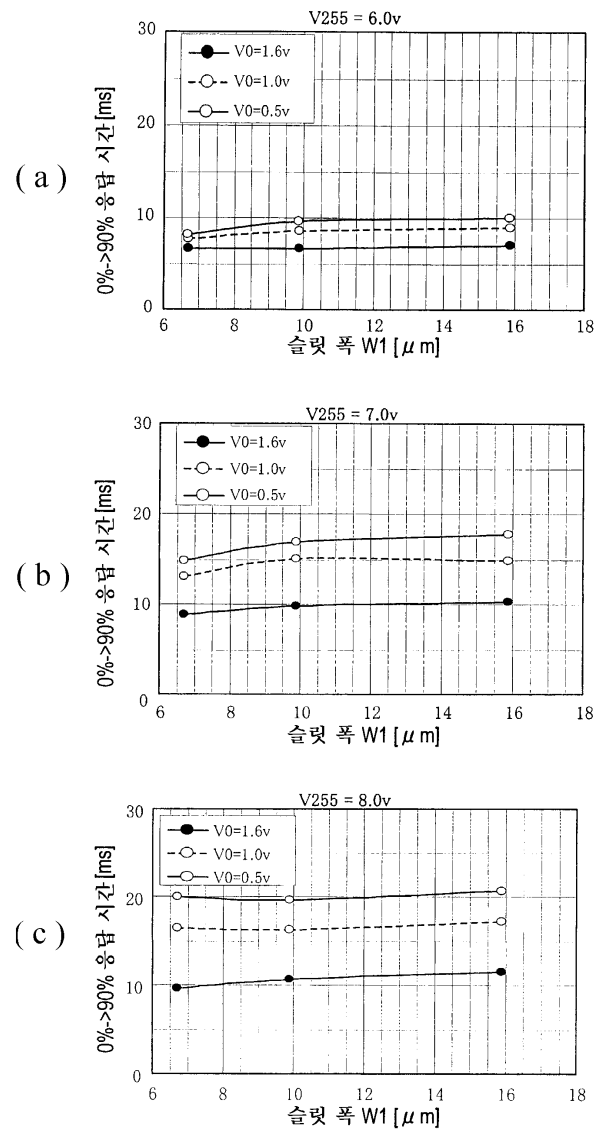 V255 = 6.0v
30
20
10
0
V0=1.6v
V0=1.0v
V0=0.5v
(a)
0%->90% 응답 시간[ms]
6 8 10 12 14 16 18
슬릿 폭 W1 [μm]
V255 = 7.0v
30
20
10
0
V0=1.6v
V0=1.0v
V0=0.5v
(b)
0%->90% 응답 시간[ms]
6 8 10 12 14 16 18
슬릿 폭 W1 [μm]
V255 = 8.0v
30
20
10
0
V0=1.6v
V0=1.0v
V0=0.5v
(c)
0%->90% 응답 시간[ms]
6 8 10 12 14 16 18
슬릿 폭 W1 [μm]